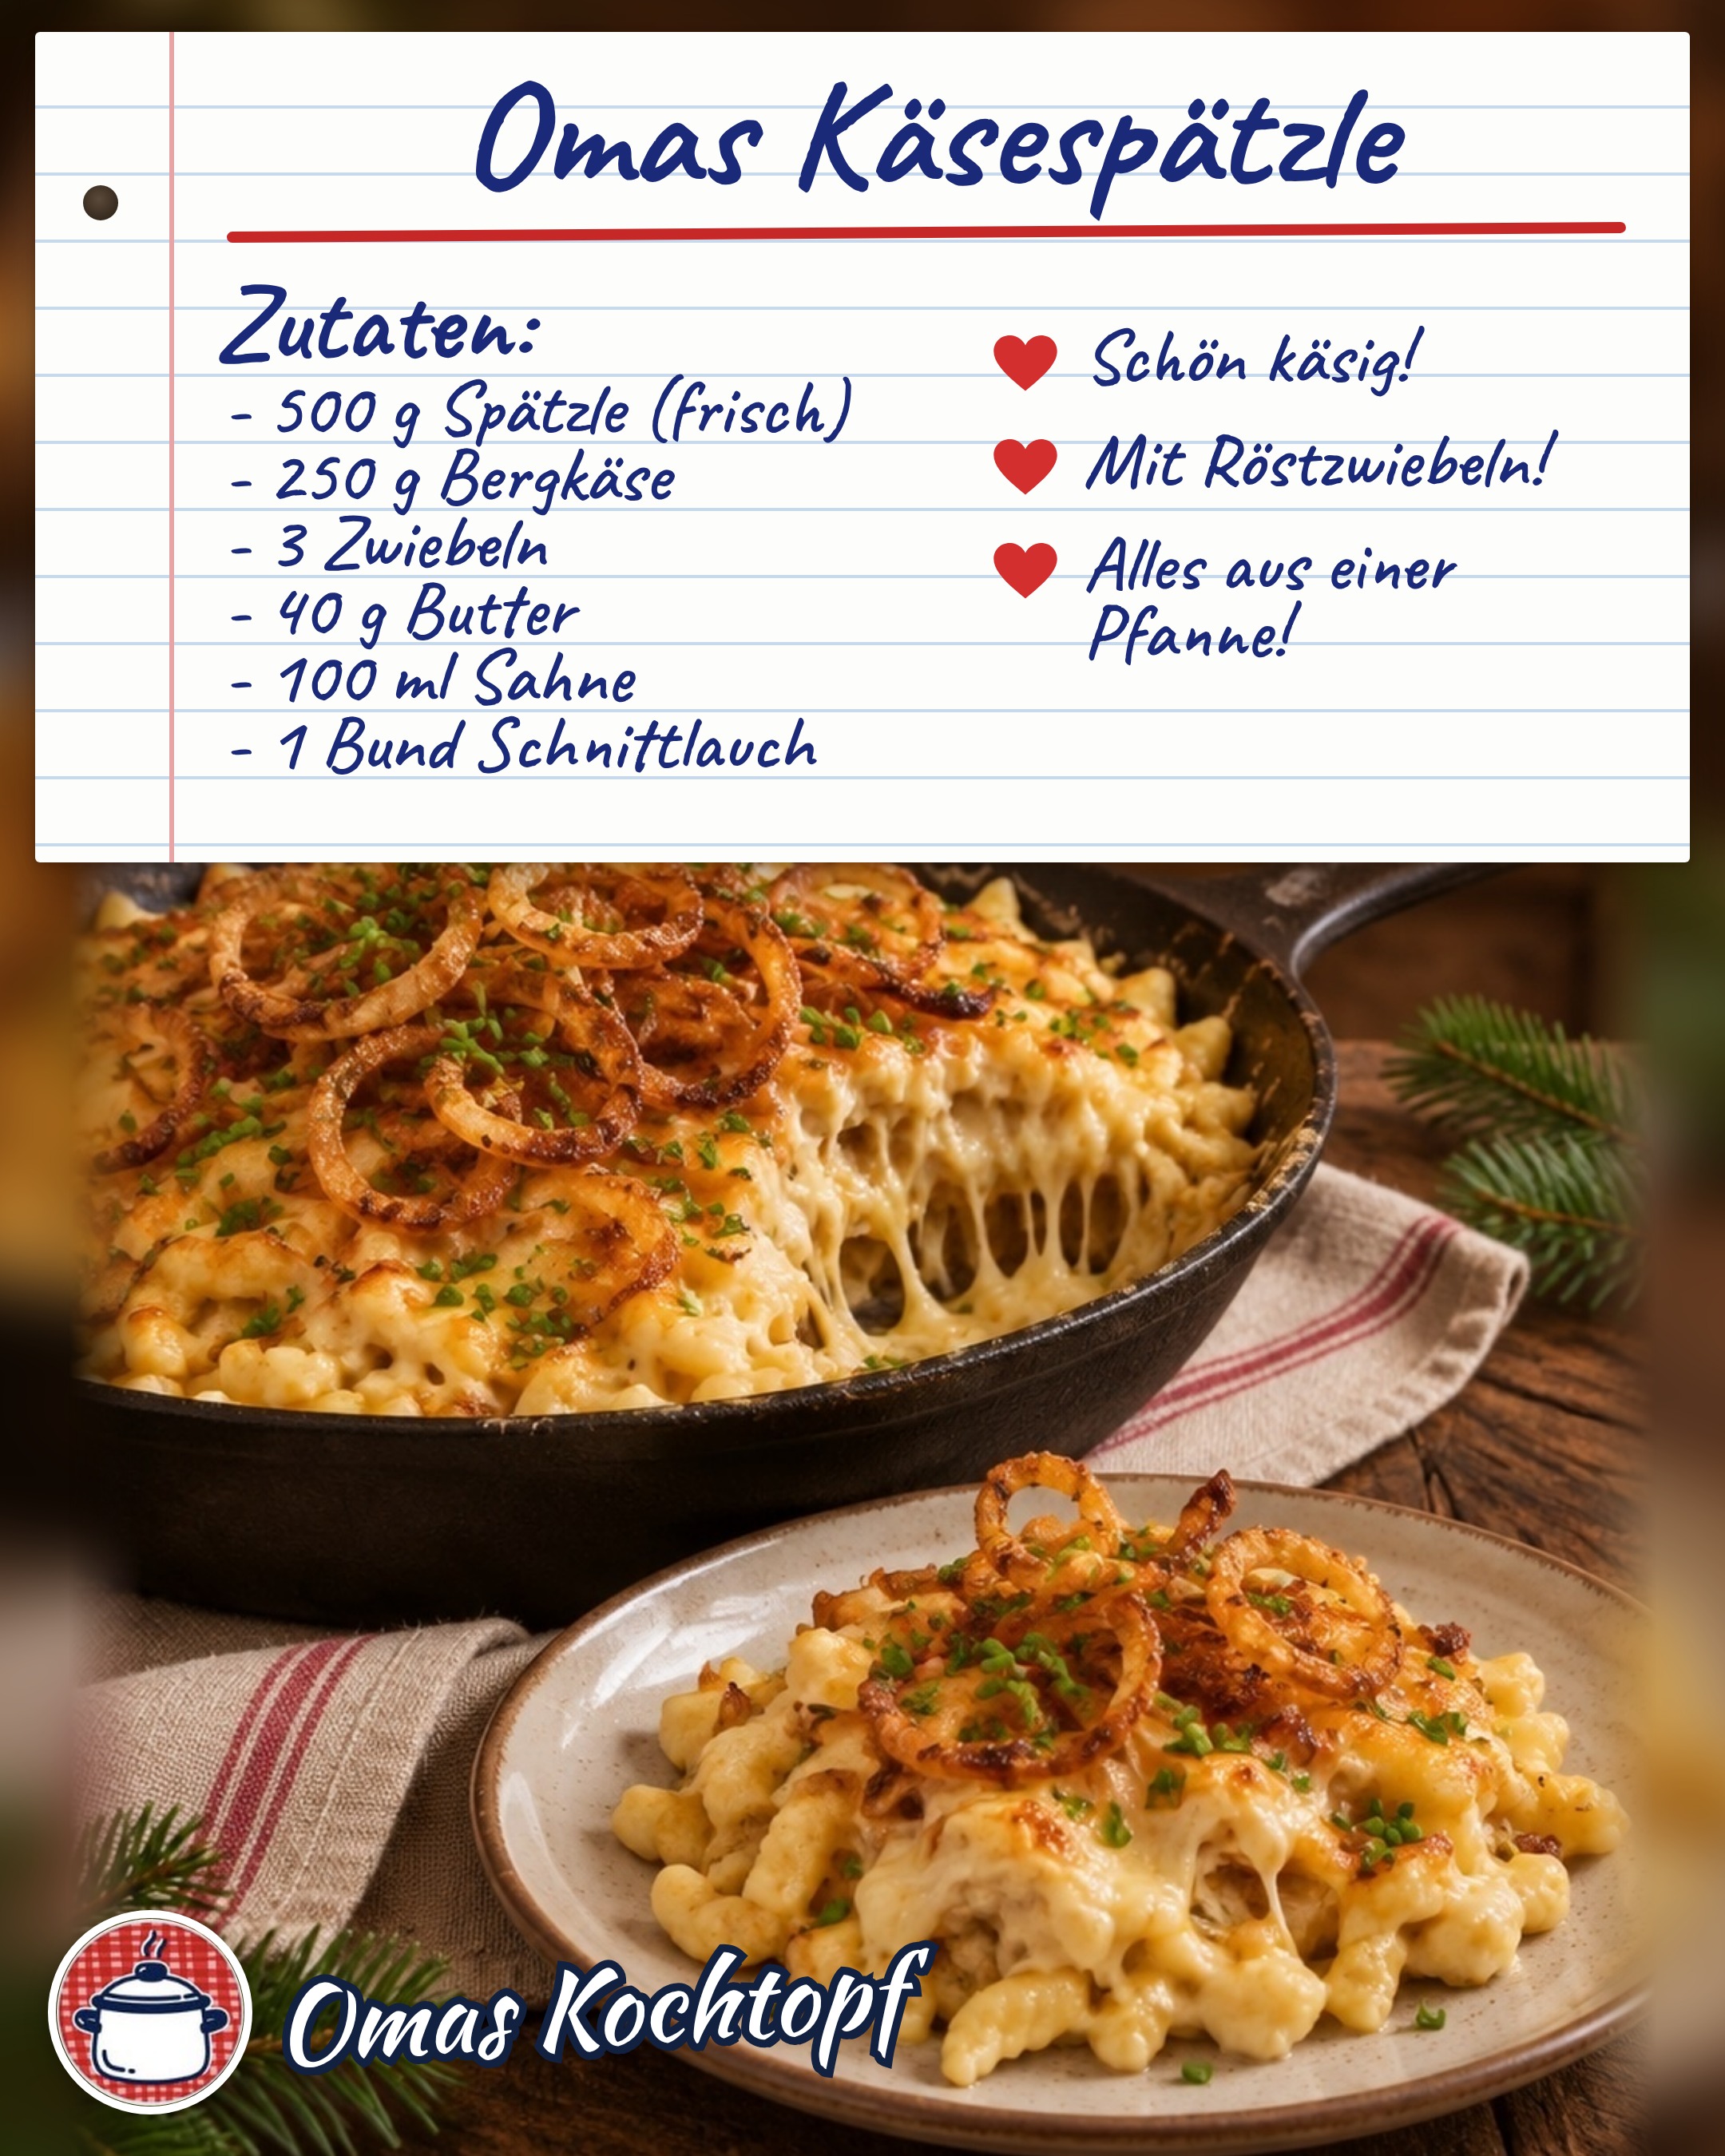 Omas Käsespätzle
Zutaten:
- 500 g Spätzle (frisch)
- 250 g Bergkäse
- 3 Zwiebeln
- 40 g Butter
- 100 ml Sahne
- 1 Bund Schnittlauch
Schön käsig!
Mit Röstzwiebeln!
Alles aus einer
Pfanne!
Omas Kochtopf